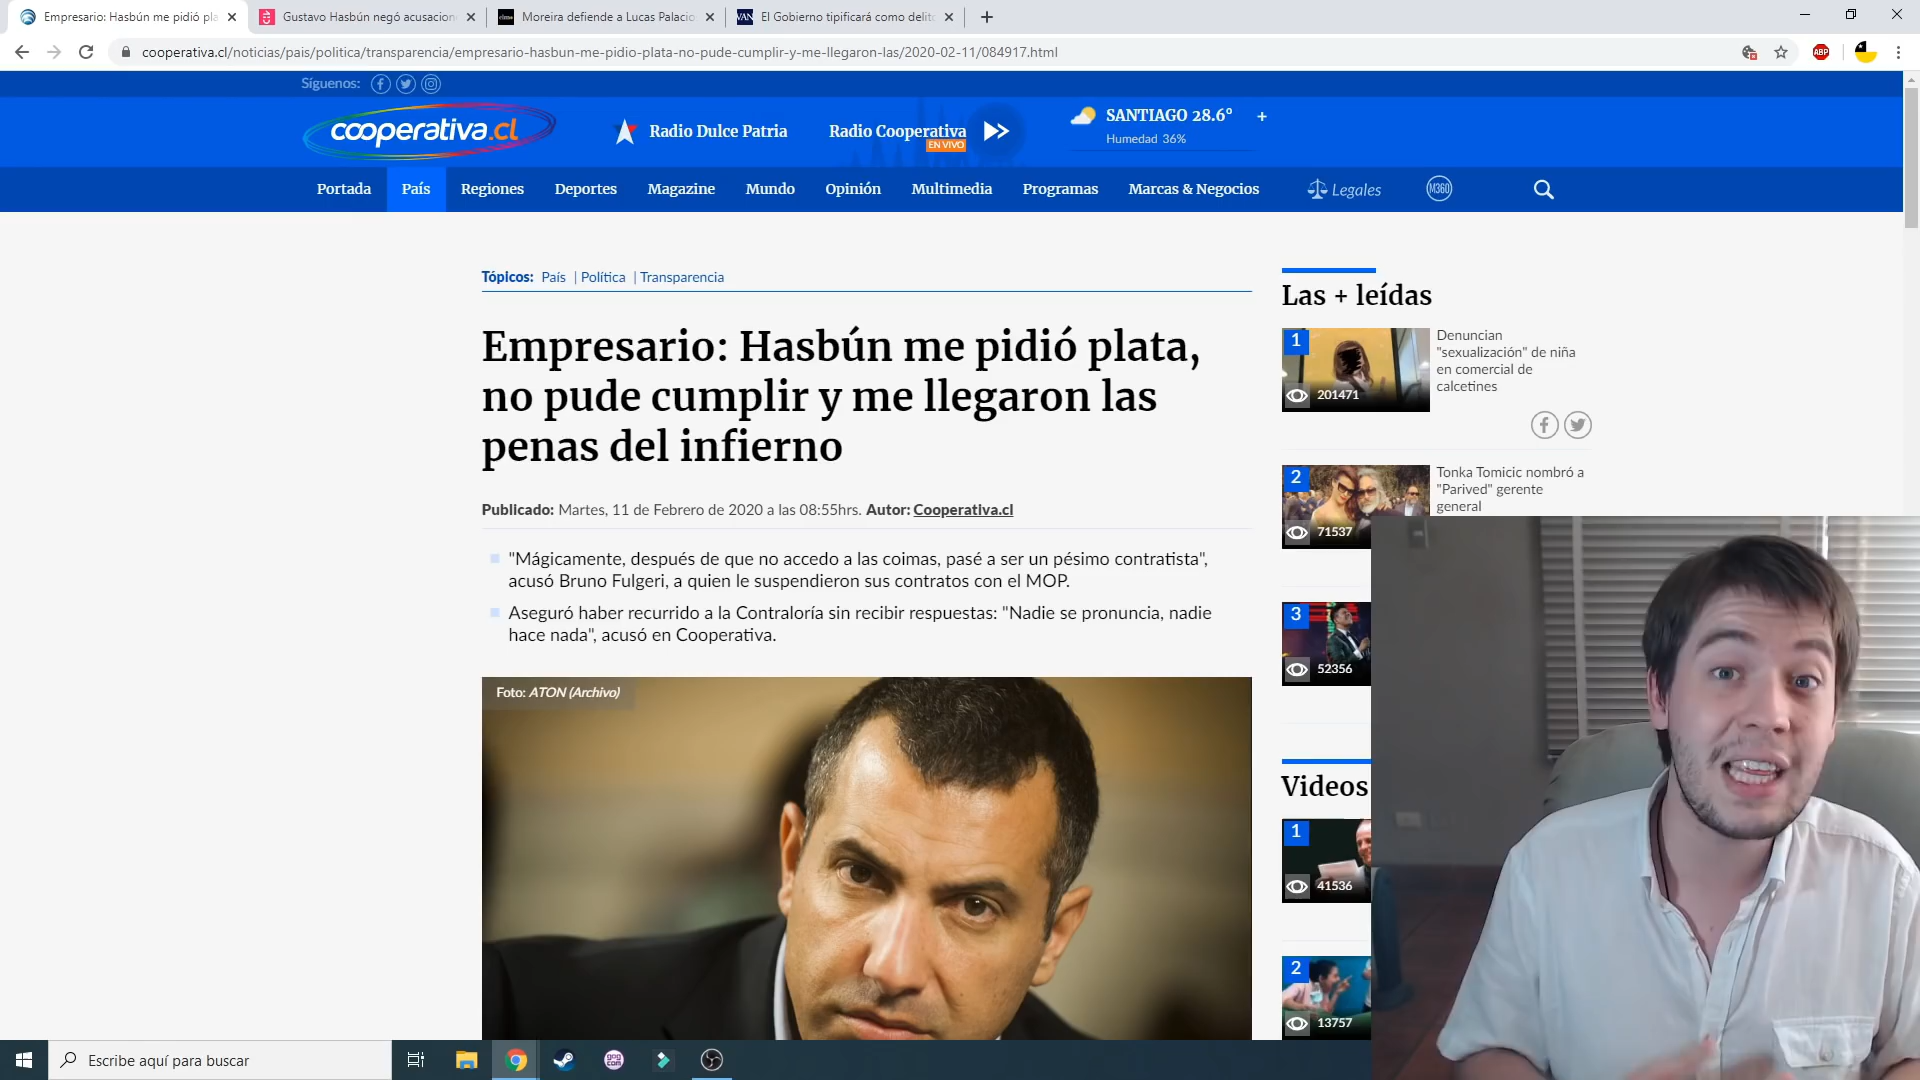 Empresario: Hasbún me pidió pla
Gustavo Hasbún negó acusacion
Moreira defiende a Lucas Palacio
El Gobierno tipificará como delit
cooperativa.cl/noticias/pais/politica/transparencia/empresario-hasbun-me-pidio-plata-no-pude-cumplir-y-me-llegaron-las/2020-02-11/084917.html
ABP
Síguenos:
cooperativa.cl
Radio Dulce Patria
Radio Cooperativa
EN VIVO
SANTIAGO 28.6° +
Humedad 36%
Portada País Regiones Deportes Magazine Mundo Opinión Multimedia Programas Marcas & Negocios Legales M360
Tópicos: País | Política | Transparencia
Empresario: Hasbún me pidió plata,
no pude cumplir y me llegaron las
penas del infierno
Publicado: Martes, 11 de Febrero de 2020 a las 08:55hrs. Autor: Cooperativa.cl
"Mágicamente, después de que no accedo a las coimas, pasé a ser un pésimo contratista",
acusó Bruno Fulgeri, a quien le suspendieron sus contratos con el MOP.
Aseguró haber recurrido a la Contraloría sin recibir respuestas: "Nadie se pronuncia, nadie
hace nada", acusó en Cooperativa.
Foto: ATON (Archivo)
Las + leídas
1
201471
Denuncian
"sexualización" de niña
en comercial de
calcetines
2
71537
Tonka Tomicic nombró a
"Parived" gerente
general
3
52356
Videos
1
41536
2
13757
Escribe aquí para buscar
gog
com